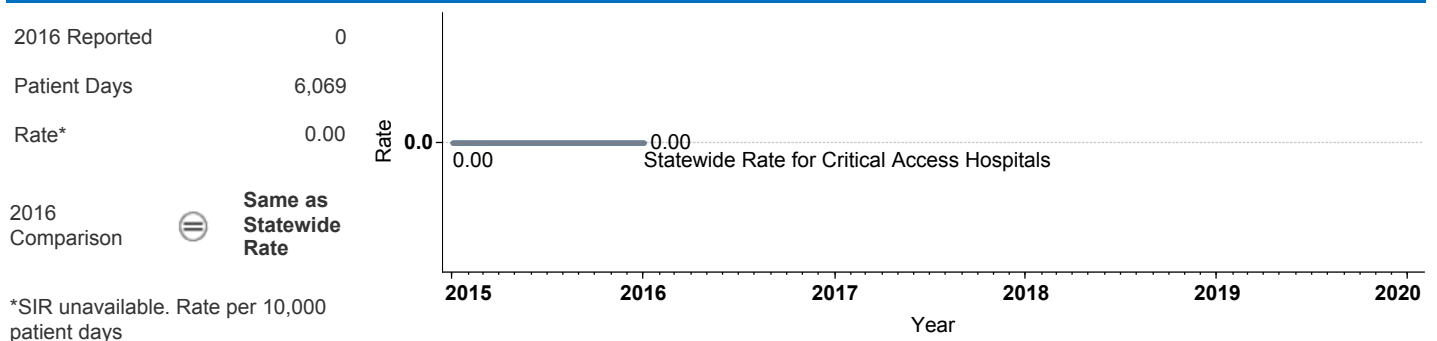 2016 Reported 0
Patient Days 6,069
Rate* 0.00
2016
Comparison
Same as
Statewide
Rate
*SIR unavailable. Rate per 10,000
patient days
Rate
0.0
0.00
0.00
Statewide Rate for Critical Access Hospitals
2015 2016 2017 2018 2019 2020
Year